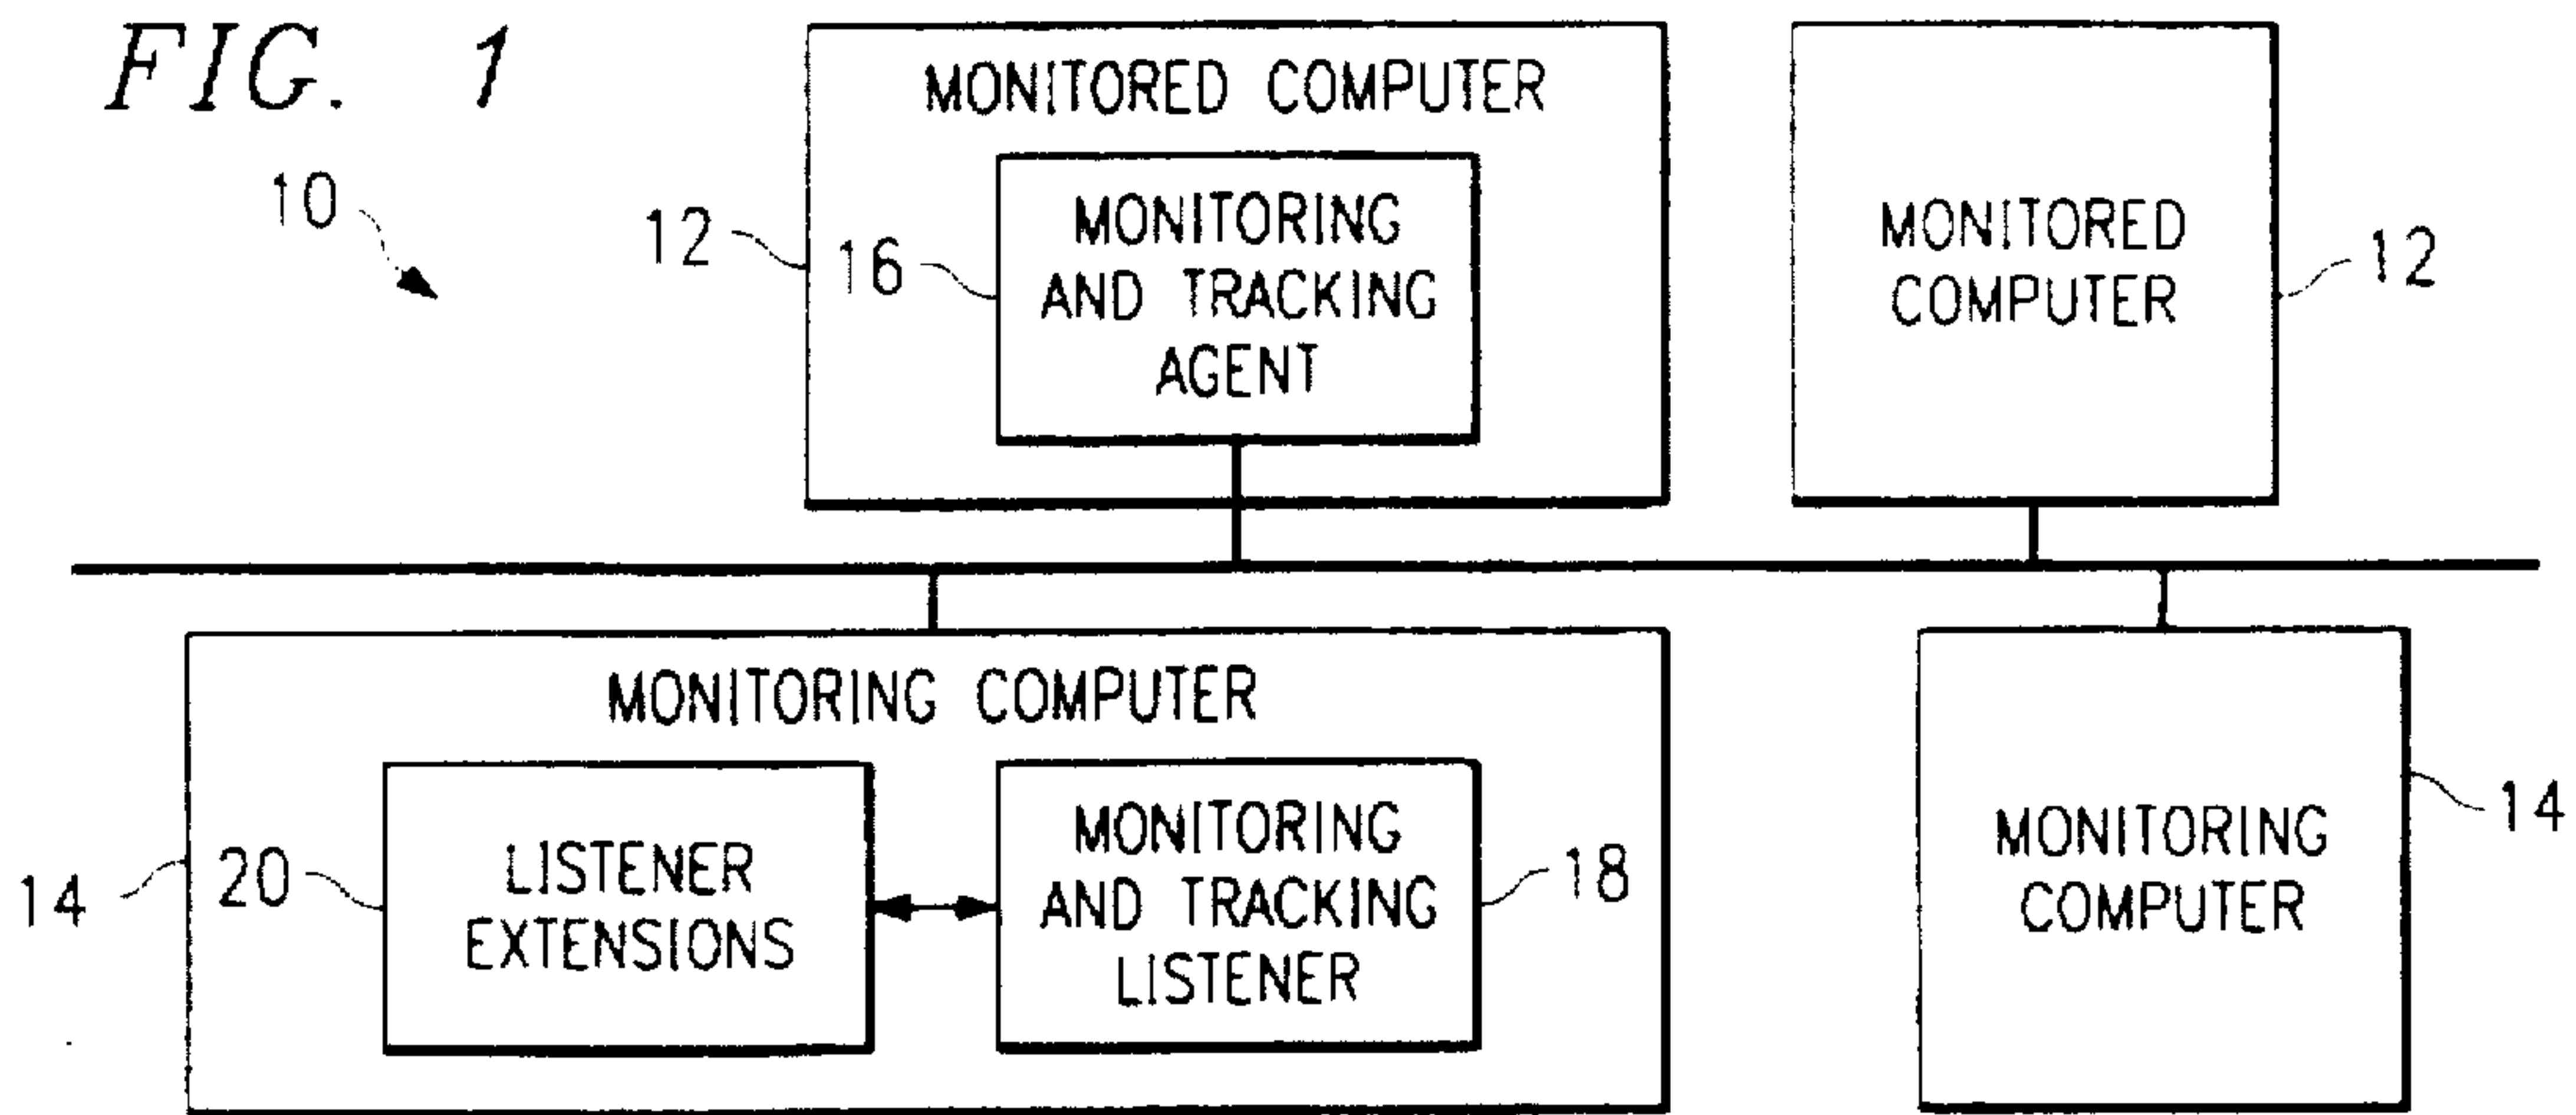 FIG. 1
10
MONITORED COMPUTER
12
16
MONITORING
AND TRACKING
AGENT
MONITORED
COMPUTER
12
MONITORING COMPUTER
14
20
LISTENER
EXTENSIONS
MONITORING
AND TRACKING
LISTENER
18
MONITORING
COMPUTER
14